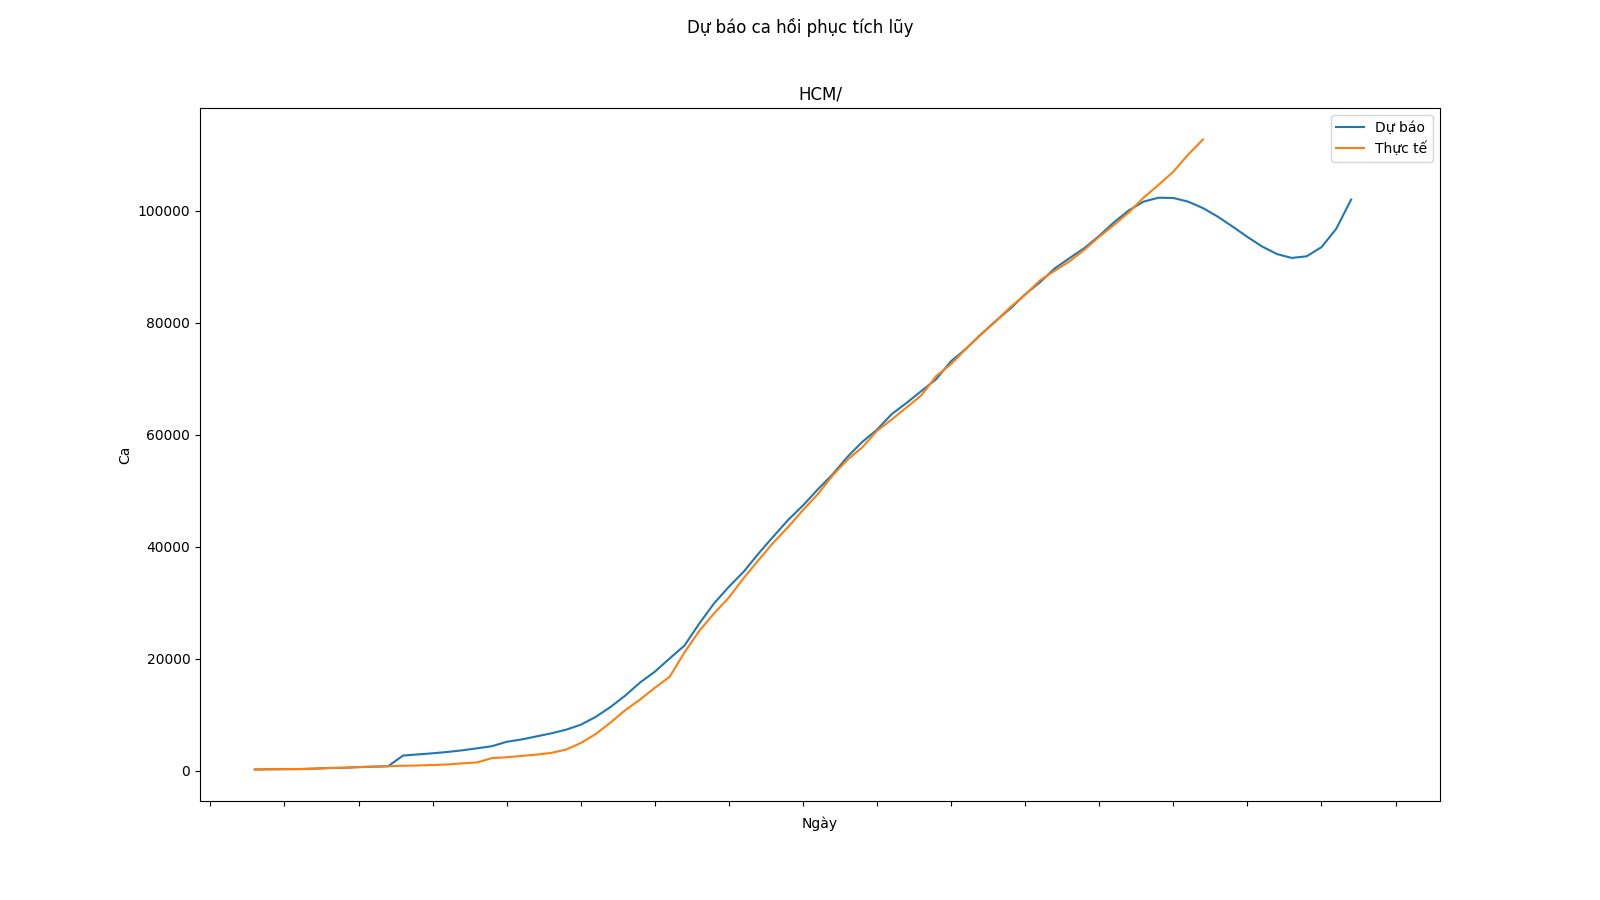 Dự báo ca hồi phục tích lũy
HCM/
Dự báo
Thực tế
100000
80000
60000
40000
20000
0
Ca
Ngày